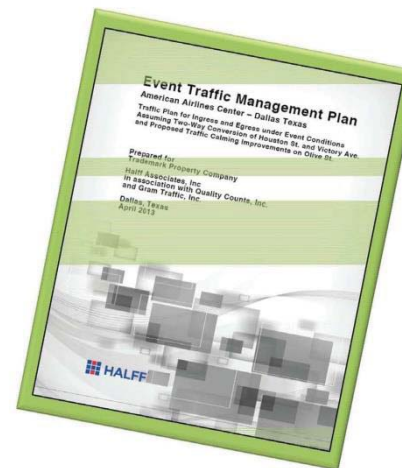 Event Traffic Management Plan
American Airlines Center – Dallas Texas
Traffic Plan for Ingress and Egress under Event Conditions
Assuming Two-Way Conversion of Houston St. and Victory Ave.
and Proposed Traffic Calming Improvements on Olive St.
Prepared for
Trademark Property Company
Halff Associates, Inc
in association with Quality Counts, Inc.
and Gram Traffic, Inc.
Dallas, Texas
April 2013
HALFF